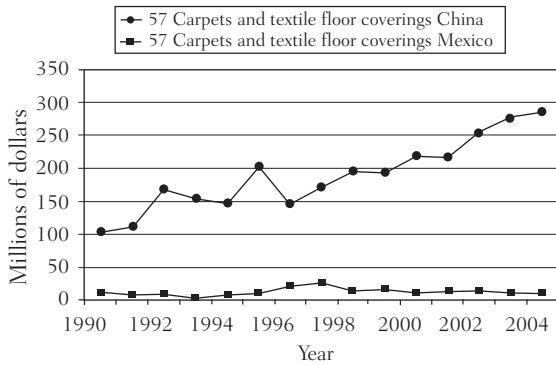 57 Carpets and textile floor coverings China
57 Carpets and textile floor coverings Mexico
Millions of dollars
350
300
250
200
150
100
50
0
1990 1992 1994 1996 1998 2000 2002 2004
Year